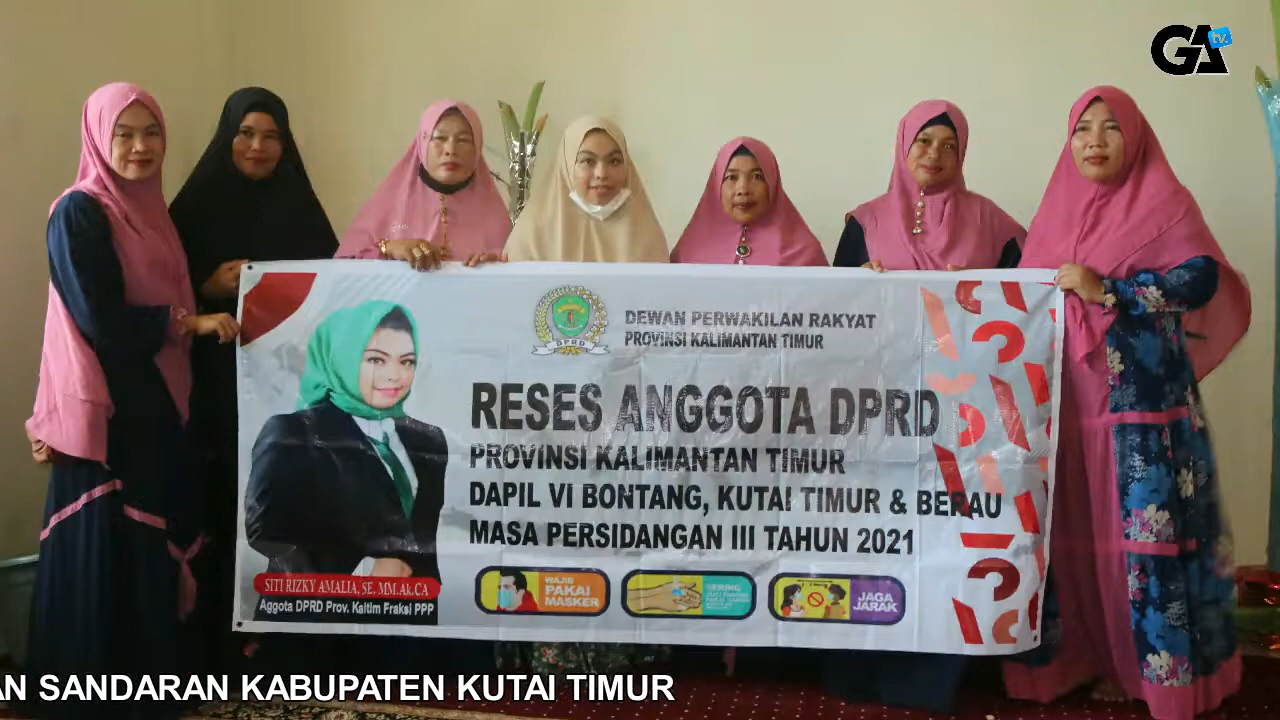 GA tv.
DEWAN PERWAKILAN RAKYAT
PROVINSI KALIMANTAN TIMUR
DPRD
RESES ANGGOTA DPRD
PROVINSI KALIMANTAN TIMUR
DAPIL VI BONTANG, KUTAI TIMUR & BERAU
MASA PERSIDANGAN III TAHUN 2021
SITI RIZKY AMALIA, SE. MM.Ak.CA
Aggota DPRD Prov. Kaltim Fraksi PPP
WAJIB
PAKAI
MASKER
JAGA
JARAK
AN SANDARAN KABUPATEN KUTAI TIMUR